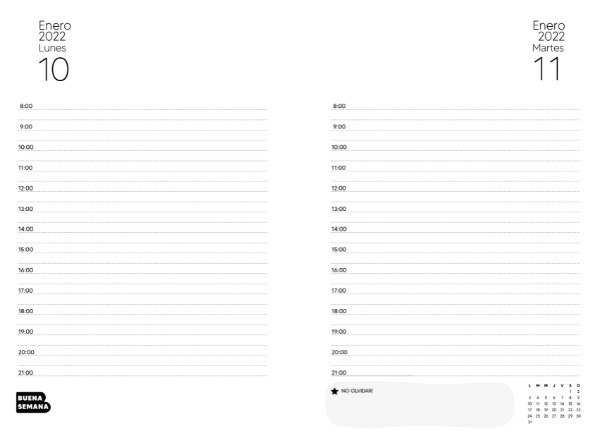 Enero
2022
Lunes
10
8:00
9:00
10:00
11:00
12:00
13:00
14:00
15:00
16:00
17:00
18:00
19:00
20:00
21:00
BUENA
SEMANA
Enero
2022
Martes
11
8:00
9:00
10:00
11:00
12:00
13:00
14:00
15:00
16:00
17:00
18:00
19:00
20:00
21:00
NO OLVIDAR!
L M M J V S D
1 2
3 4 5 6 7 8 9
10 11 12 13 14 15 16
17 18 19 20 21 22 23
24 25 26 27 28 29 30
31